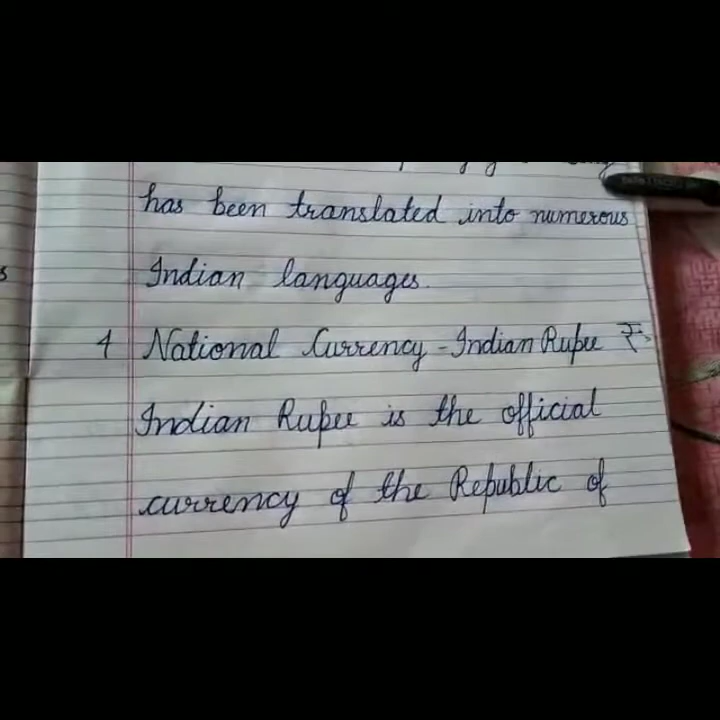 has been translated into numerous
Indian languages.
4 National Currency - Indian Rupee ₹:
Indian Rupee is the official
currency of the Republic of